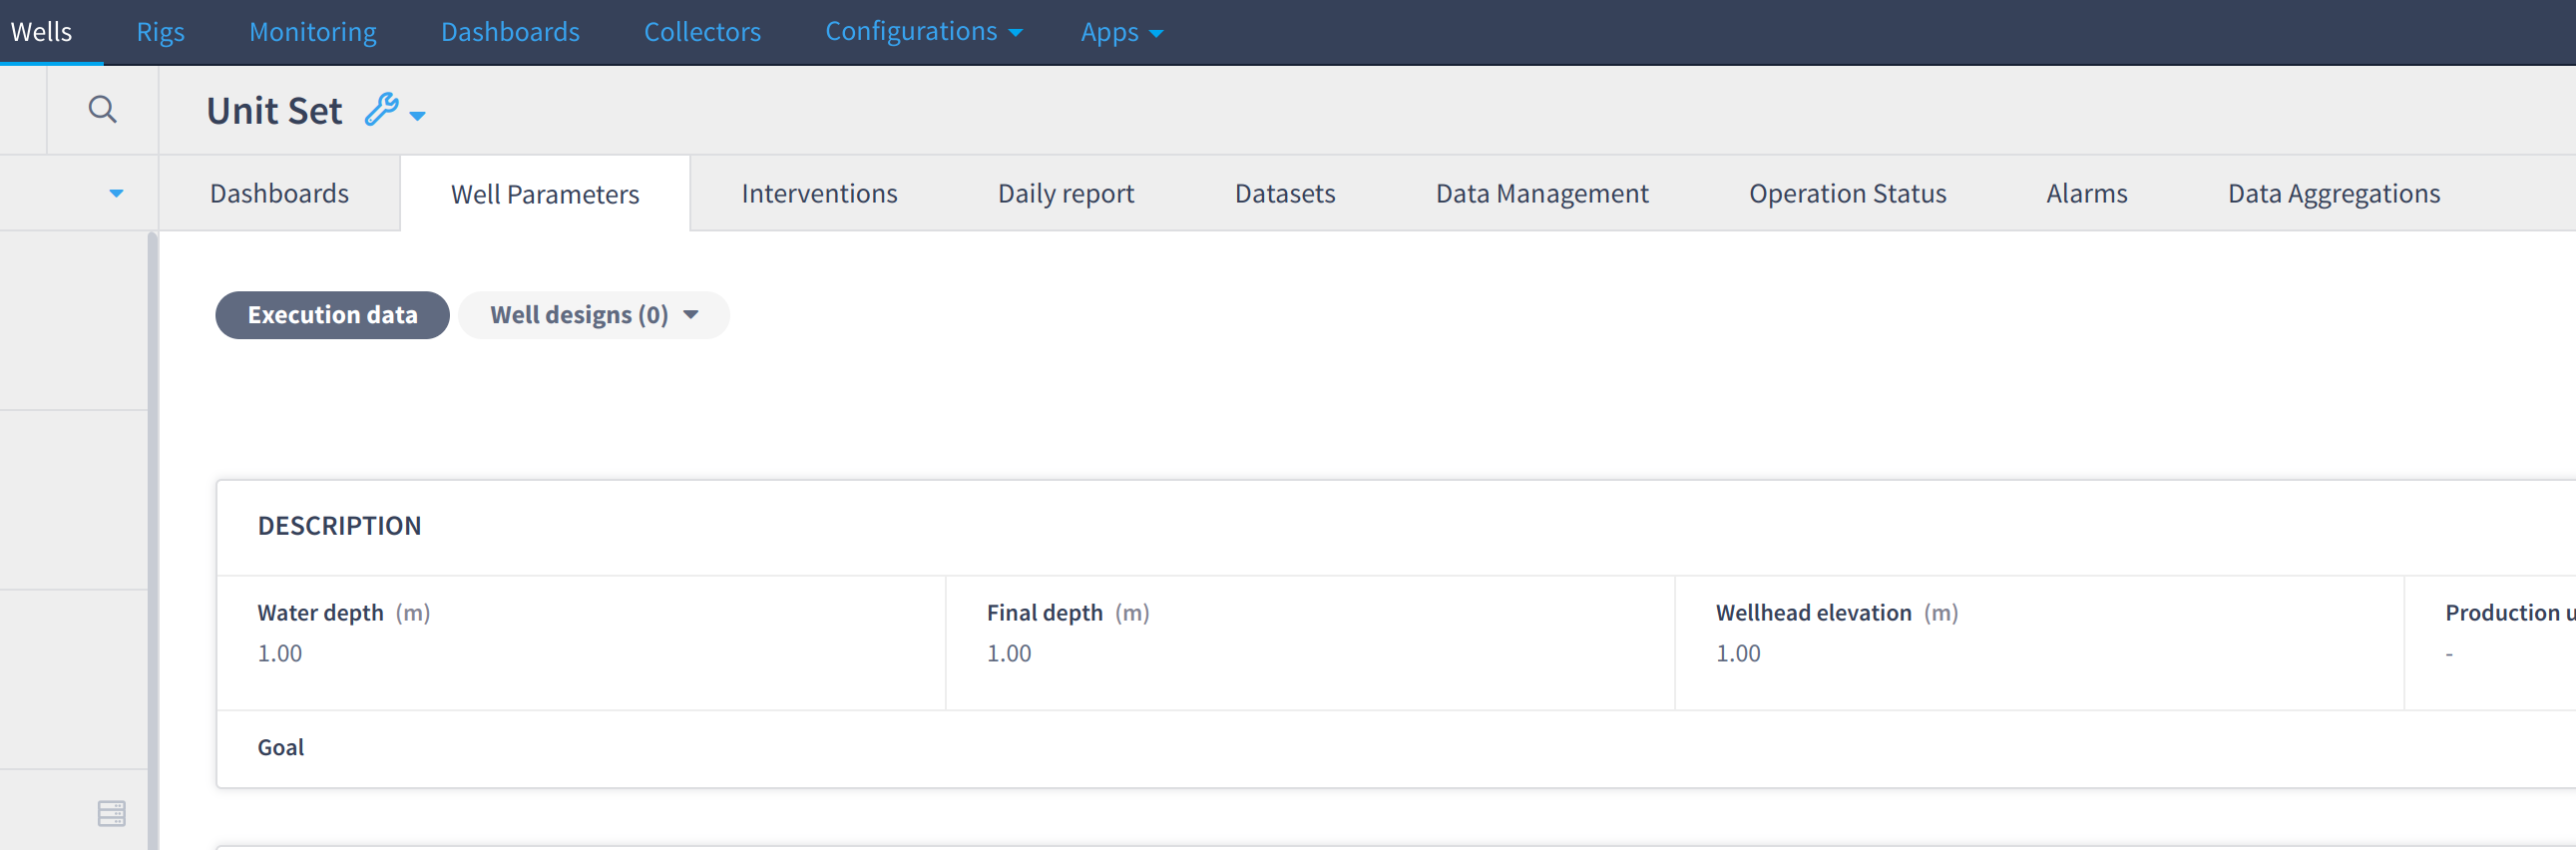 Wells Rigs Monitoring Dashboards Collectors Configurations Apps
Unit Set
Dashboards Well Parameters Interventions Daily report Datasets Data Management Operation Status Alarms Data Aggregations
Execution data Well designs (0)
DESCRIPTION
Water depth (m) Final depth (m) Wellhead elevation (m) Production u
1.00 1.00 1.00 -
Goal